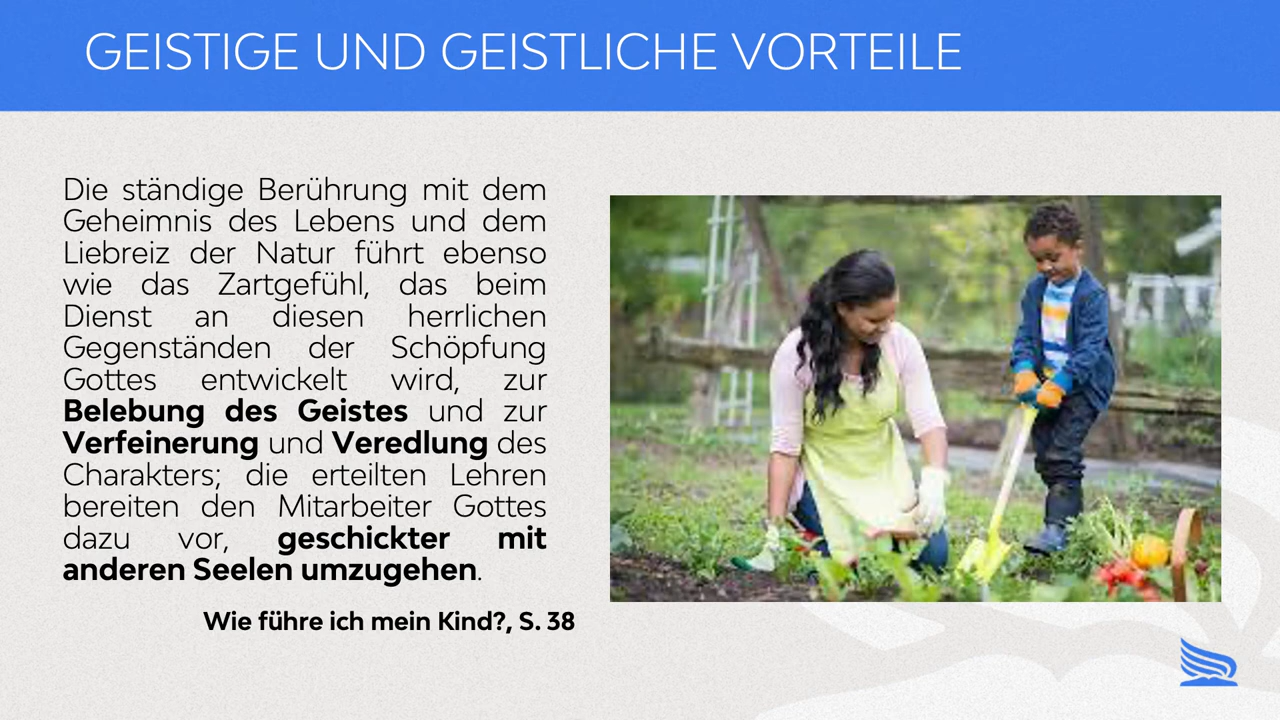 GEISTIGE UND GEISTLICHE VORTEILE
Die ständige Berührung mit dem
Geheimnis des Lebens und dem
Liebreiz der Natur führt ebenso
wie das Zartgefühl, das beim
Dienst an diesen herrlichen
Gegenständen der Schöpfung
Gottes entwickelt wird, zur
Belebung des Geistes und zur
Verfeinerung und Veredlung des
Charakters; die erteilten Lehren
bereiten den Mitarbeiter Gottes
dazu vor, geschickter mit
anderen Seelen umzugehen.
Wie führe ich mein Kind?, S. 38